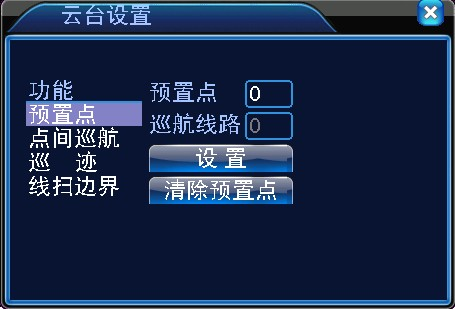 云台设置
功能
预置点
点间巡航
巡 迹
线扫边界
预置点 0
巡航线路 0
设 置
清除预置点